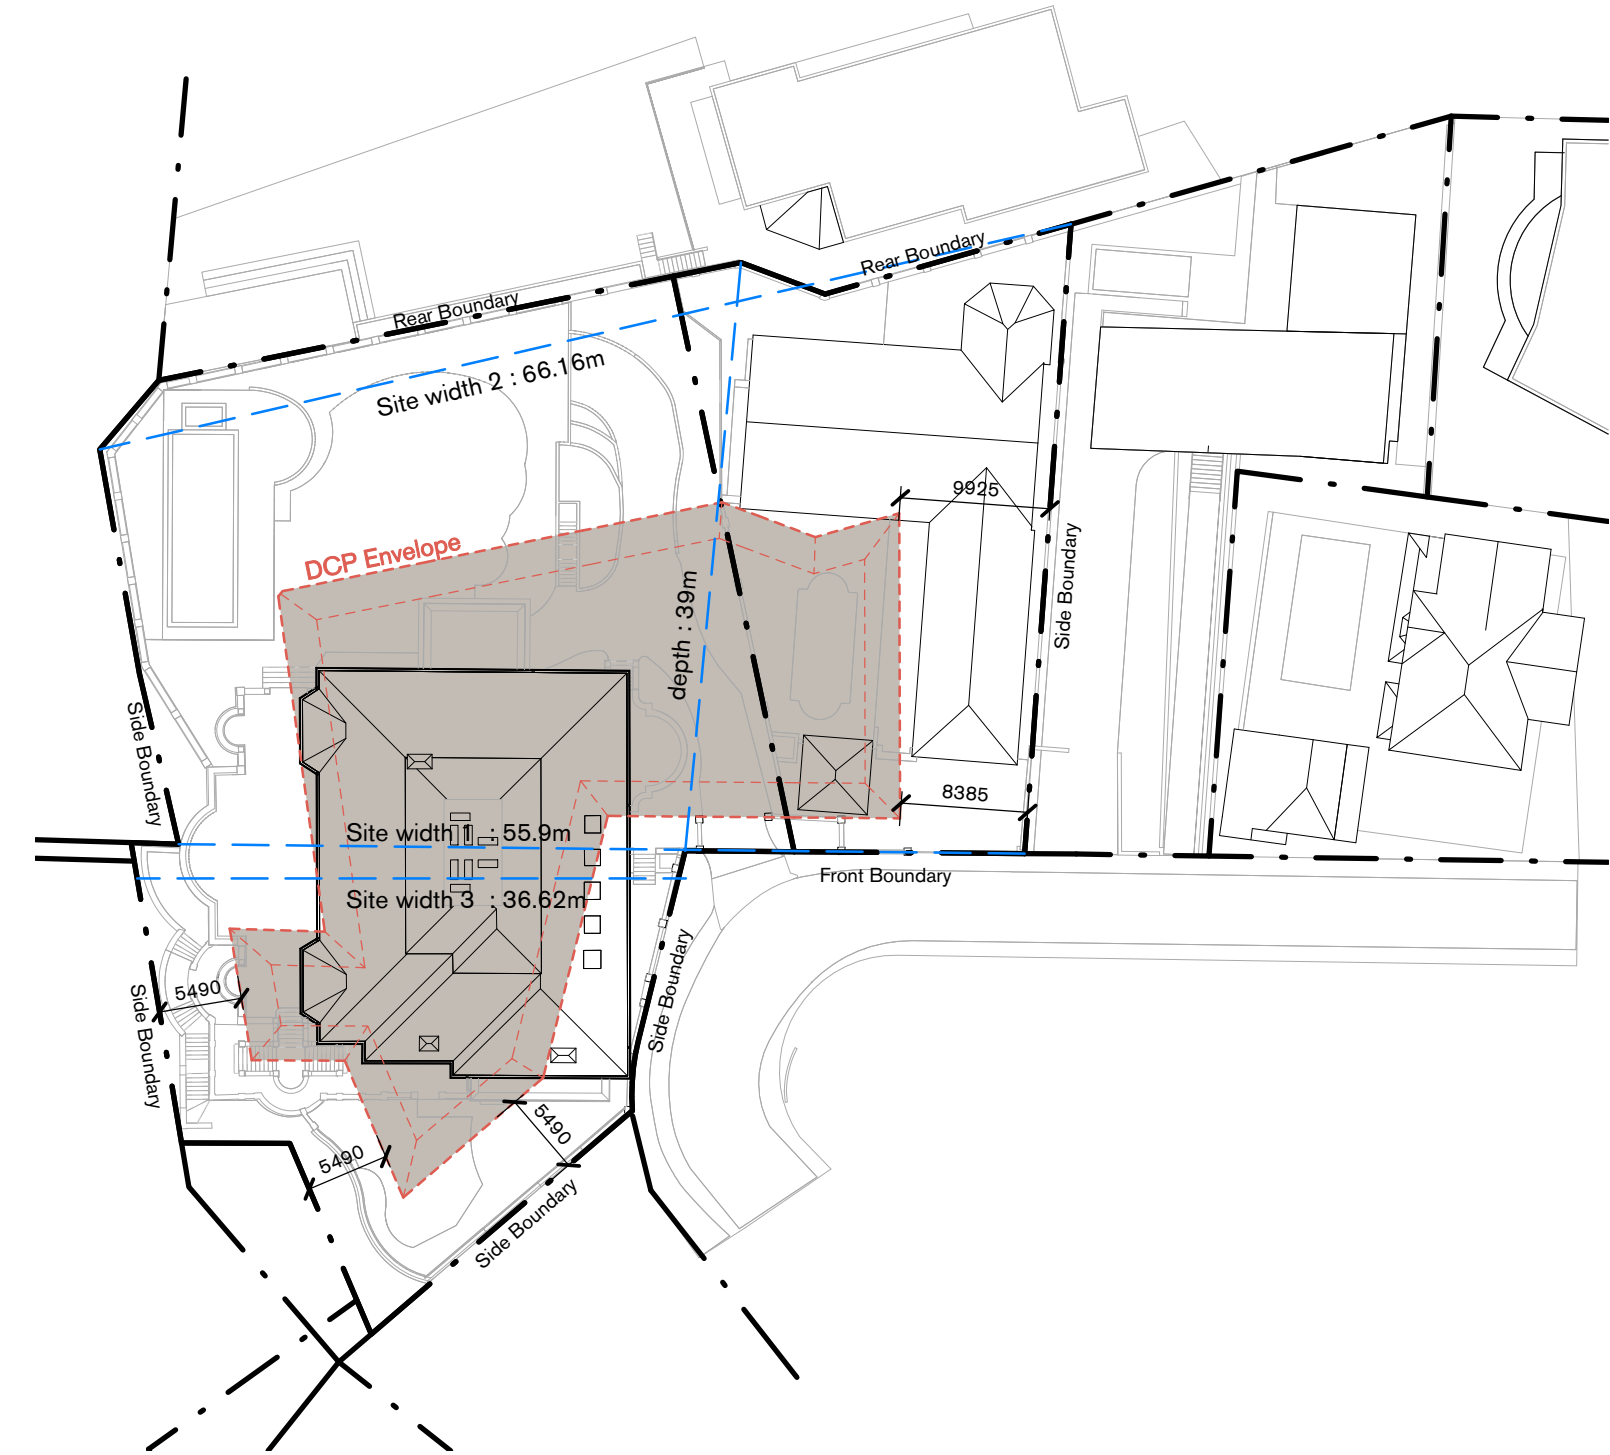 Rear Boundary
Rear Boundary
Site width 2 : 66.16m
9925
DCP Envelope
Side Boundary
depth : 39m
Side Boundary
8385
Site width 1 : 55.9m
Front Boundary
Site width 3 : 36.62m
Side Boundary
5490
Side Boundary
5490
5490
Side Boundary